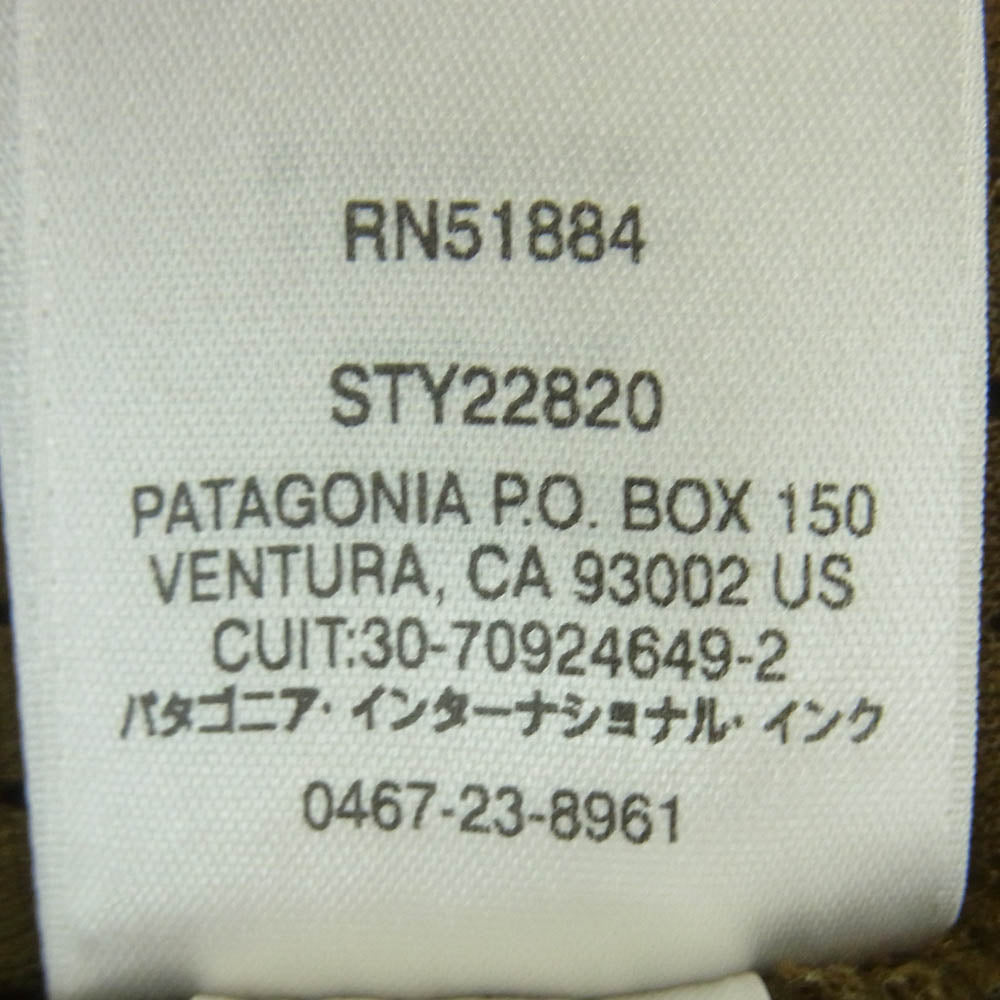 RN51884
STY22820
PATAGONIA P.O. BOX 150
VENTURA, CA 93002 US
CUIT:30-70924649-2
パタゴニア・インターナショナル・インク
0467-23-8961